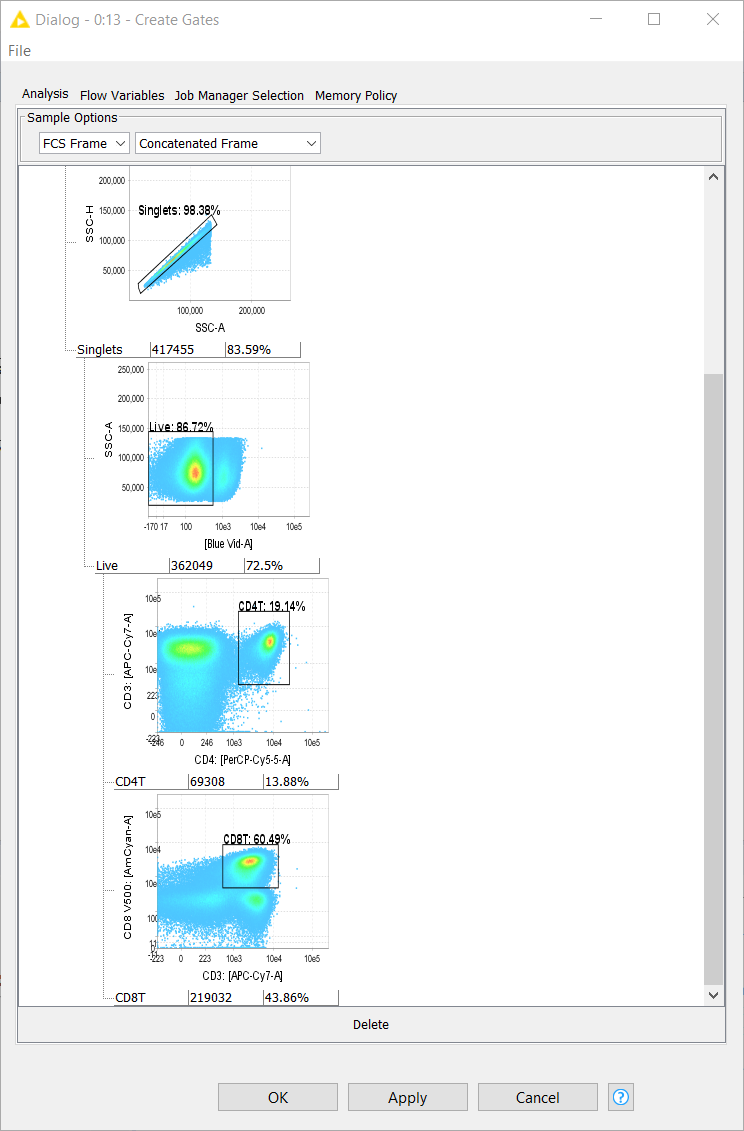 Dialog - 0:13 - Create Gates
File
Analysis Flow Variables Job Manager Selection Memory Policy
Sample Options
FCS Frame Concatenated Frame
200,000
150,000
100,000
50,000
SSC-H
Singlets: 98.38%
100,000 200,000
SSC-A
Singlets 417455 83.59%
250,000
200,000
150,000
100,000
50,000
SSC-A
Live: 86.72%
-170 17 100 10e3 10e4 10e5
[Blue Vid-A]
Live 362049 72.5%
10e5
10e
10e
223
0
-223
CD3: [APC-Cy7-A]
CD4T: 19.14%
-246 0 246 10e3 10e4 10e5
CD4: [PerCP-Cy5-5-A]
CD4T 69308 13.88%
10e5
10e4
10e
100
CD8 V500: [AmCyan-A]
CD8T: 60.49%
-223 0 223 10e3 10e4 10e5
CD3: [APC-Cy7-A]
CD8T 219032 43.86%
Delete
OK Apply Cancel ?